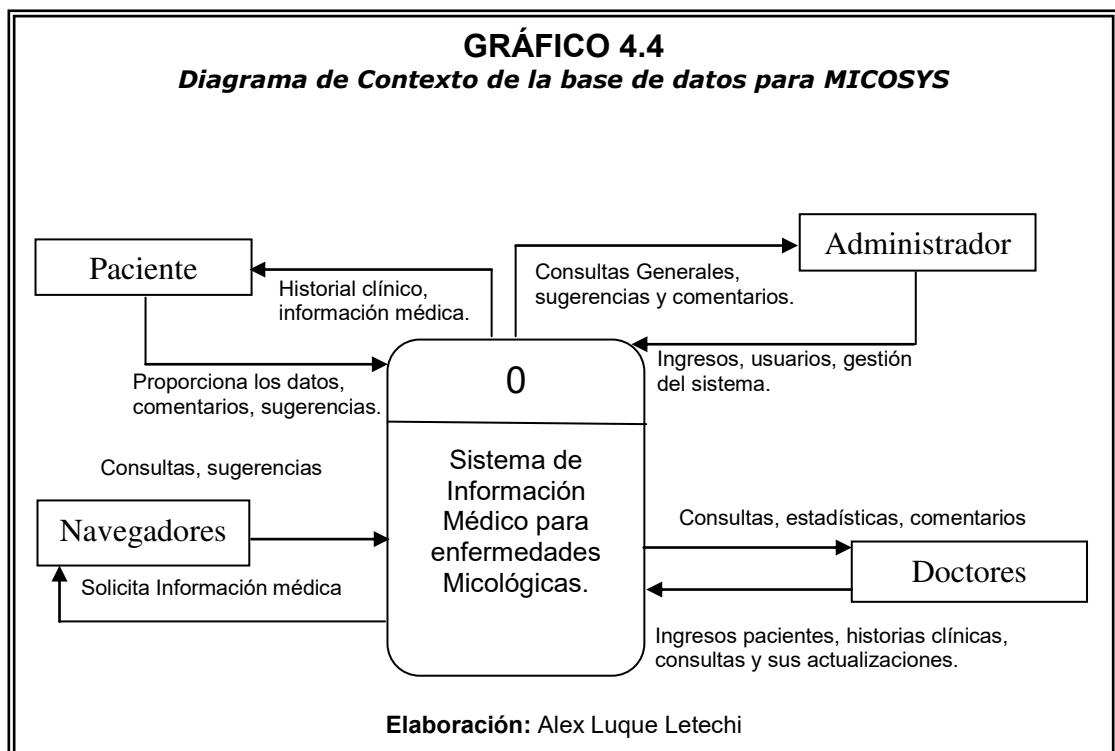 GRÁFICO 4.4
Diagrama de Contexto de la base de datos para MICOSYS
Administrador
Paciente
Consultas Generales,
sugerencias y comentarios.
Historial clínico,
información médica.
Ingresos, usuarios, gestión
del sistema.
0
Proporciona los datos,
comentarios, sugerencias.
Sistema de
Información
Médico para
enfermedades
Micológicas.
Consultas, sugerencias
Navegadores
Solicita Información médica
Consultas, estadísticas, comentarios
Doctores
Ingresos pacientes, historias clínicas,
consultas y sus actualizaciones.
Elaboración: Alex Luque Letechi